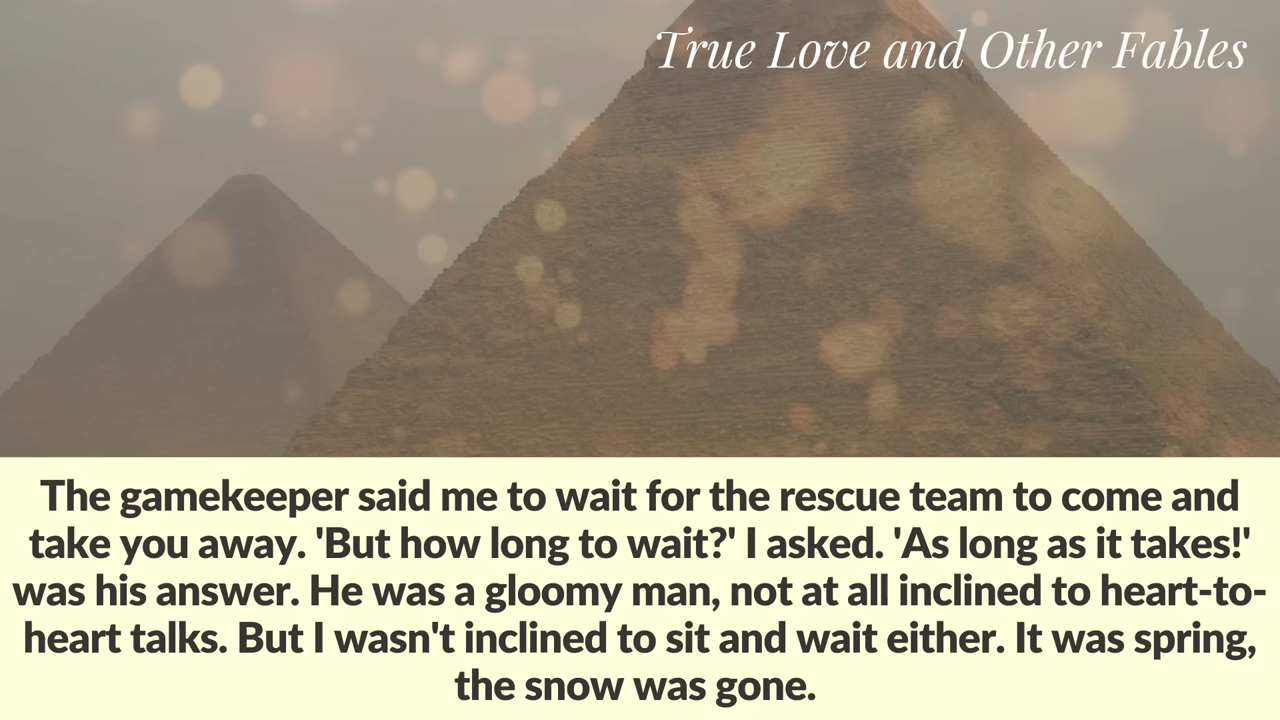 True Love and Other Fables
The gamekeeper said me to wait for the rescue team to come and
take you away. 'But how long to wait?' I asked. 'As long as it takes!'
was his answer. He was a gloomy man, not at all inclined to heart-to-
heart talks. But I wasn't inclined to sit and wait either. It was spring,
the snow was gone.